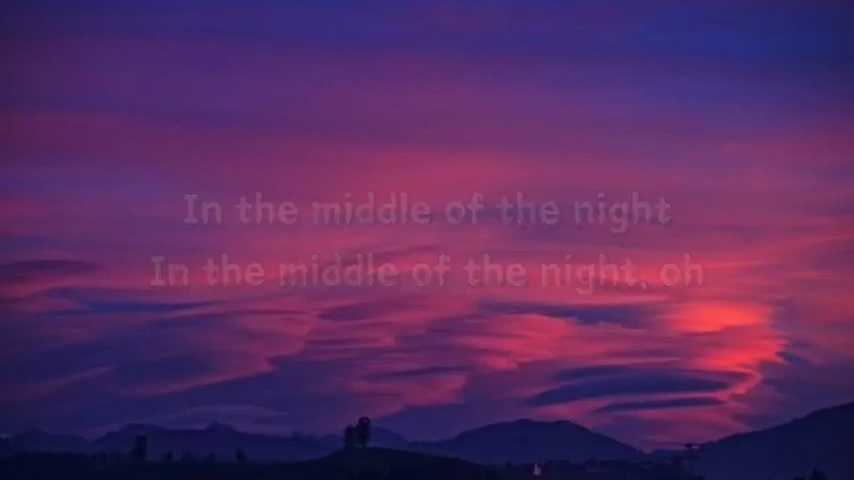 In the middle of the night
In the middle of the night, oh